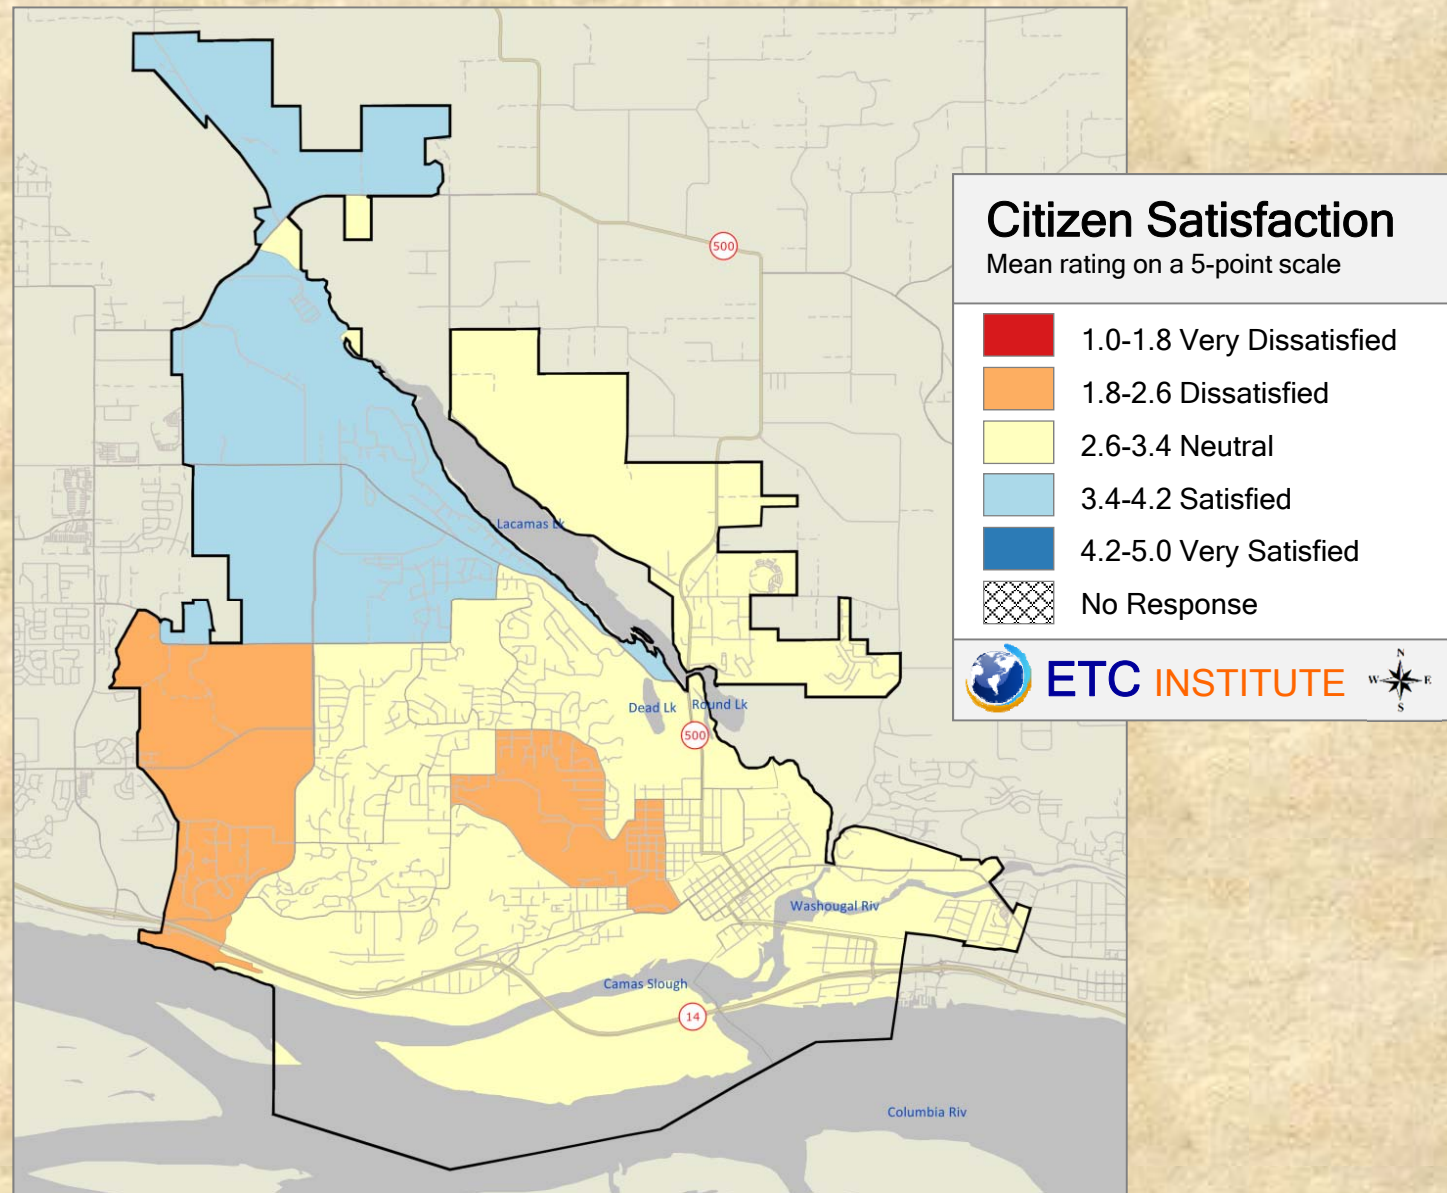 500
Citizen Satisfaction
Mean rating on a 5-point scale
1.0-1.8 Very Dissatisfied
1.8-2.6 Dissatisfied
2.6-3.4 Neutral
3.4-4.2 Satisfied
4.2-5.0 Very Satisfied
No Response
ETC INSTITUTE
N
W
E
S
Lacamas Lk
Dead Lk
Round Lk
500
Washougal Riv
Camas Slough
14
Columbia Riv